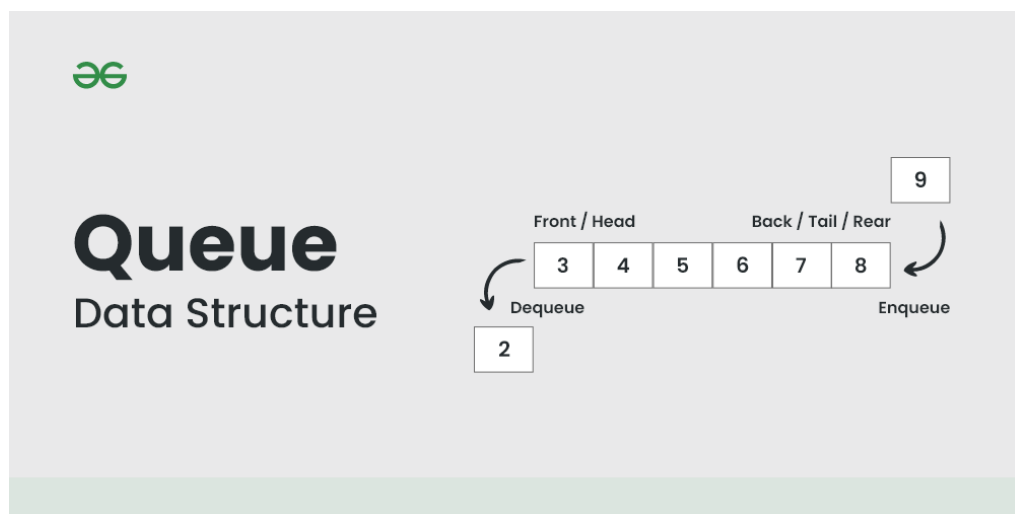 Queue
Data Structure
9
Front / Head
Back / Tail / Rear
3 4 5 6 7 8
Dequeue
Enqueue
2